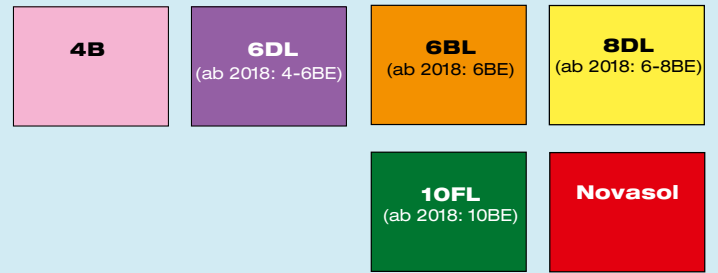 4B
6DL
(ab 2018: 4-6BE)
6BL
(ab 2018: 6BE)
8DL
(ab 2018: 6-8BE)
10FL
(ab 2018: 10BE)
Novasol